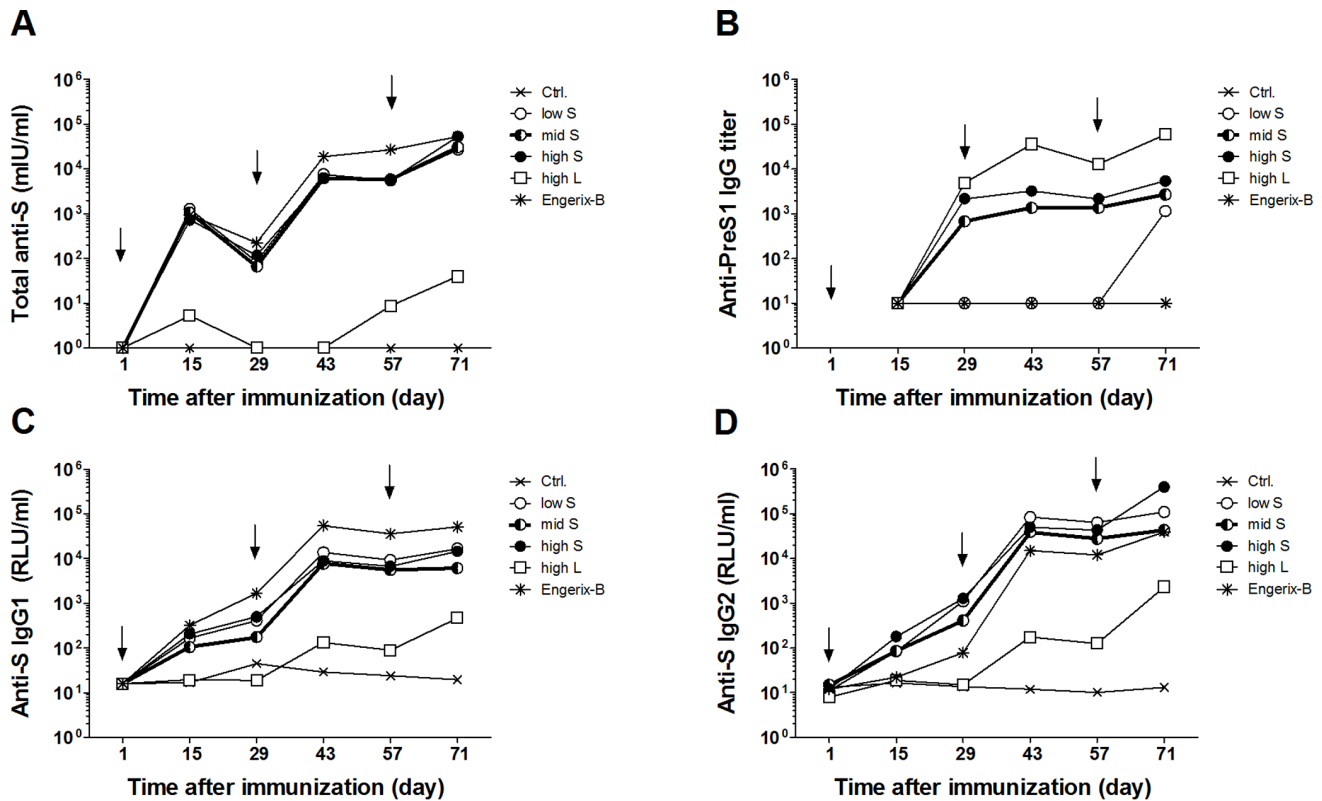 A
Total anti-S (mIU/ml)
10⁶
10⁵
10⁴
10³
10²
10¹
10⁰
1 15 29 43 57 71
Time after immunization (day)
Ctrl.
low S
mid S
high S
high L
Engerix-B
B
Anti-PreS1 IgG titer
10⁶
10⁵
10⁴
10³
10²
10¹
10⁰
1 15 29 43 57 71
Time after immunization (day)
Ctrl.
low S
mid S
high S
high L
Engerix-B
C
Anti-S IgG1 (RLU/ml)
10⁶
10⁵
10⁴
10³
10²
10¹
10⁰
1 15 29 43 57 71
Time after immunization (day)
Ctrl.
low S
mid S
high S
high L
Engerix-B
D
Anti-S IgG2 (RLU/ml)
10⁶
10⁵
10⁴
10³
10²
10¹
10⁰
1 15 29 43 57 71
Time after immunization (day)
Ctrl.
low S
mid S
high S
high L
Engerix-B